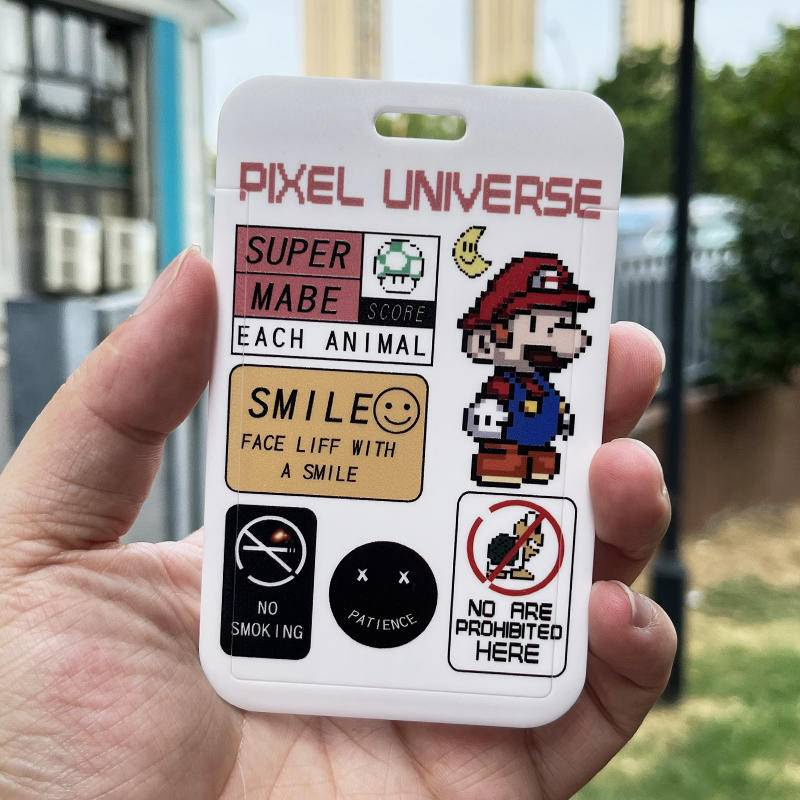 PIXEL UNIVERSE
SUPER
MABE
SCORE
EACH ANIMAL
SMILE
FACE LIFF WITH
A SMILE
NO
SMOKING
x x
PATIENCE
NO ARE
PROHIBITED
HERE